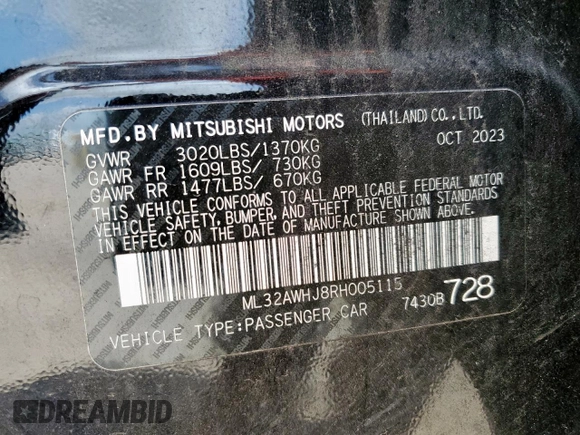 MFD.BY MITSUBISHI MOTORS (THAILAND)CO.,LTD.
OCT 2023
GVWR 3020LBS/1370KG
GAWR FR 1609LBS/ 730KG
GAWR RR 1477LBS/ 670KG
THIS VEHICLE CONFORMS TO ALL APPLICABLE FEDERAL MOTOR
VEHICLE SAFETY, BUMPER, AND THEFT PREVENTION STANDARDS
IN EFFECT ON THE DATE OF MANUFACTURE SHOWN ABOVE.
ML32AWHJ8RH005115
7430B 728
VEHICLE TYPE:PASSENGER CAR
DREAMBID